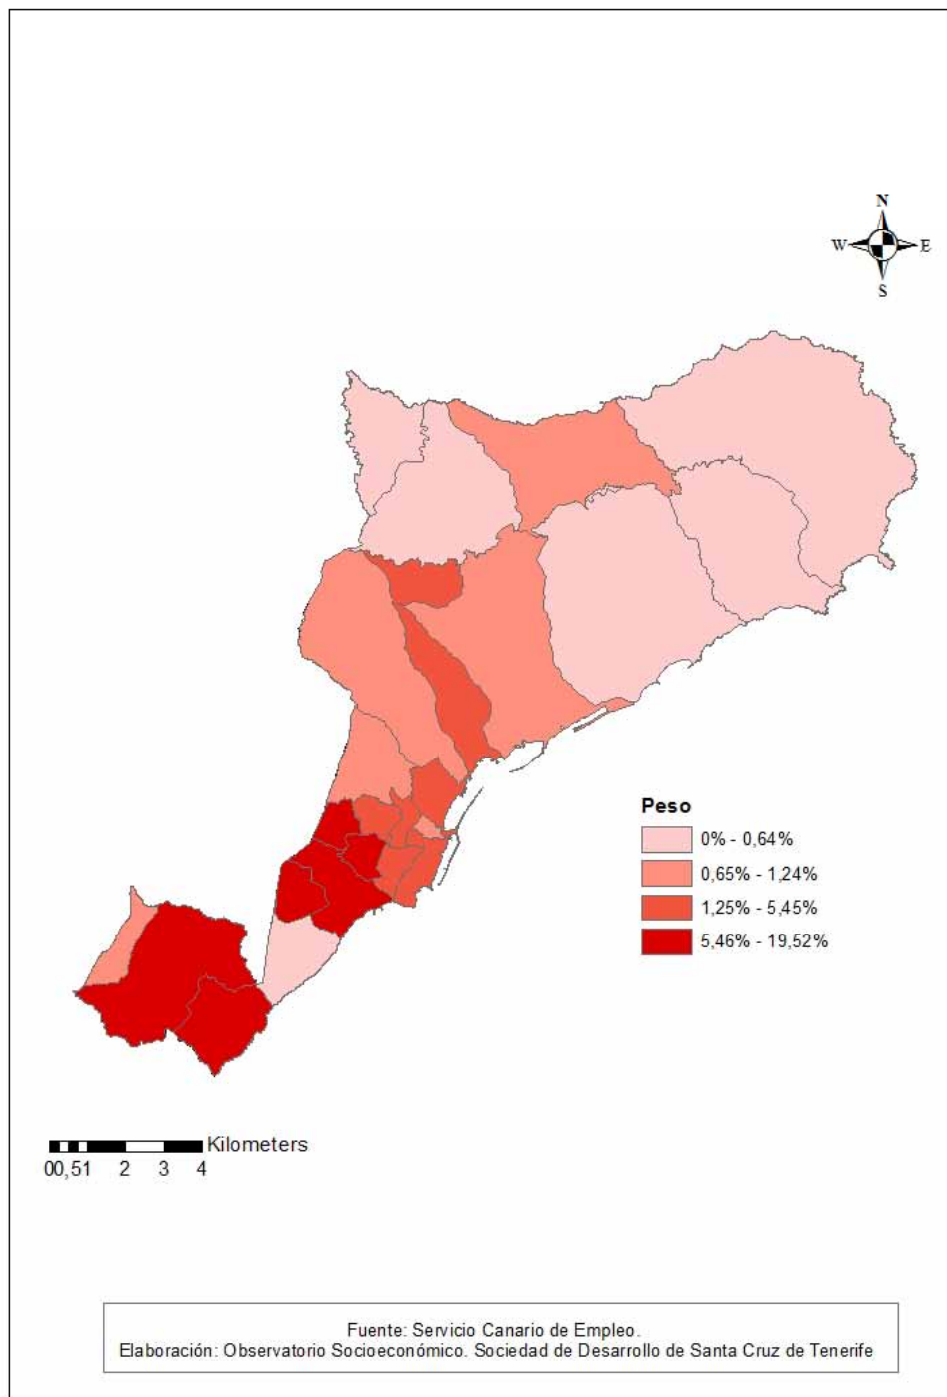 N
W E
S
Peso
0% - 0,64%
0,65% - 1,24%
1,25% - 5,45%
5,46% - 19,52%
Kilometers
00,51 2 3 4
Fuente: Servicio Canario de Empleo.
Elaboración: Observatorio Socioeconómico. Sociedad de Desarrollo de Santa Cruz de Tenerife